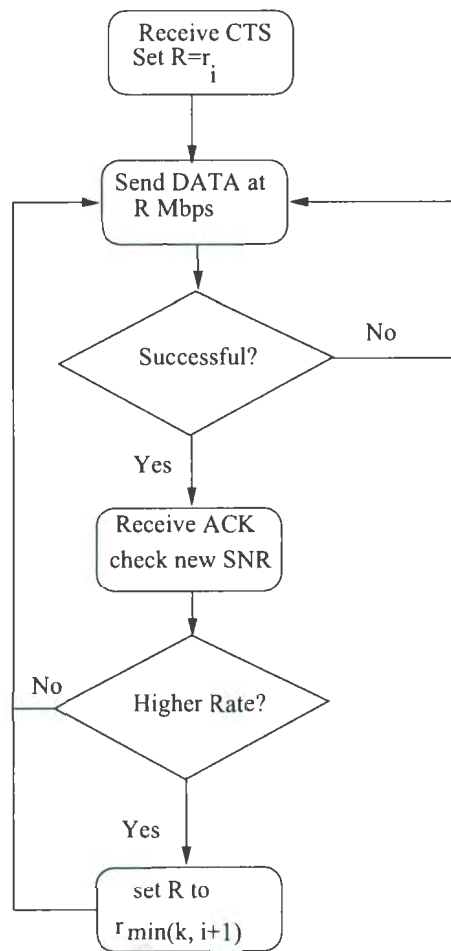 Receive CTS
Set R=r
i
Send DATA at
R Mbps
Successful?
No
Yes
Receive ACK
check new SNR
No
Higher Rate?
Yes
set R to
r min(k, i+1)